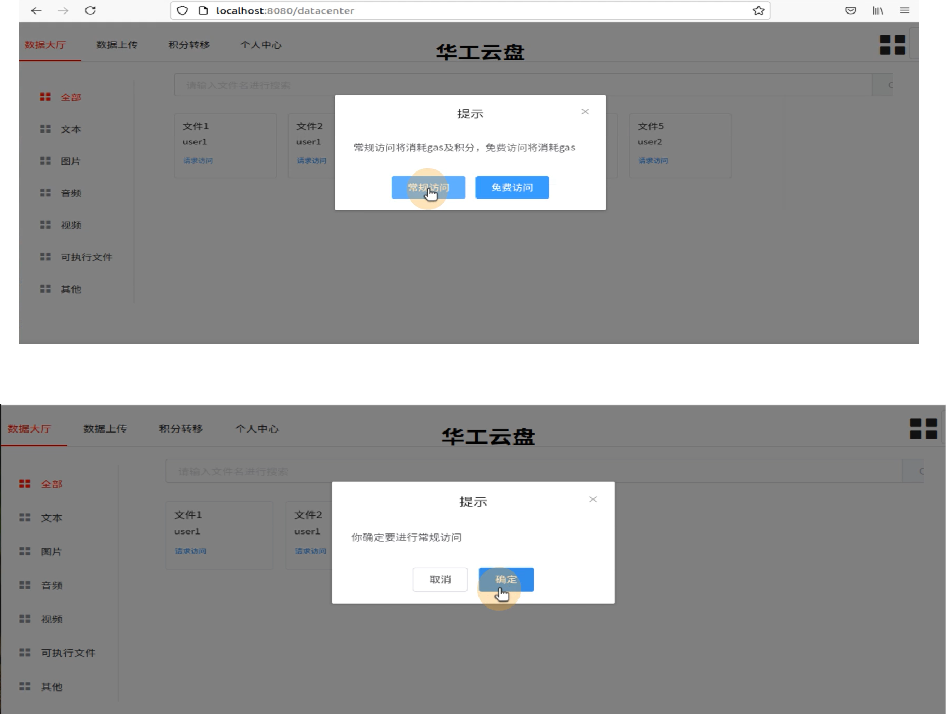 localhost:8080/datacenter
数据大厅 数据上传 积分转移 个人中心
华工云盘
请输入文件名进行搜索
全部
文本
图片
音频
视频
可执行文件
其他
文件1
user1
请求访问
文件2
user1
请求访问
文件5
user2
请求访问
提示
常规访问将消耗gas及积分，免费访问将消耗gas
常规访问 免费访问
数据大厅 数据上传 积分转移 个人中心
华工云盘
请输入文件名进行搜索
全部
文本
图片
音频
视频
可执行文件
其他
文件1
user1
请求访问
文件2
user1
请求访问
提示
你确定要进行常规访问
取消 确定